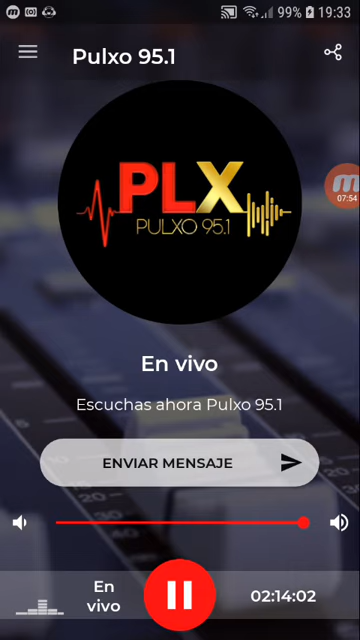 99% 19:33
Pulxo 95.1
PLX
PULXO 95.1
07:54
En vivo
Escuchas ahora Pulxo 95.1
ENVIAR MENSAJE
En
vivo
02:14:02